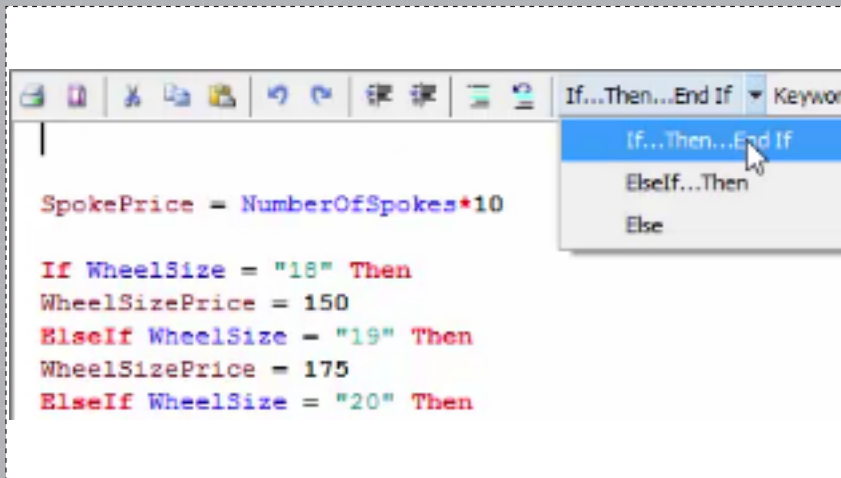 If...Then...End If Keywor
If...Then...End If
ElseIf...Then
Else
SpokePrice = NumberOfSpokes*10
If WheelSize = "18" Then
WheelSizePrice = 150
ElseIf WheelSize = "19" Then
WheelSizePrice = 175
ElseIf WheelSize = "20" Then